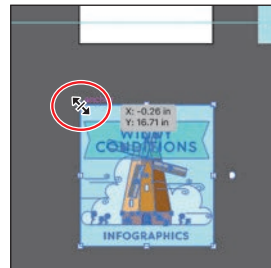 X: -0.26 in
Y: 16.71 in
WINDY
CONDITIONS
INFOGRAPHICS